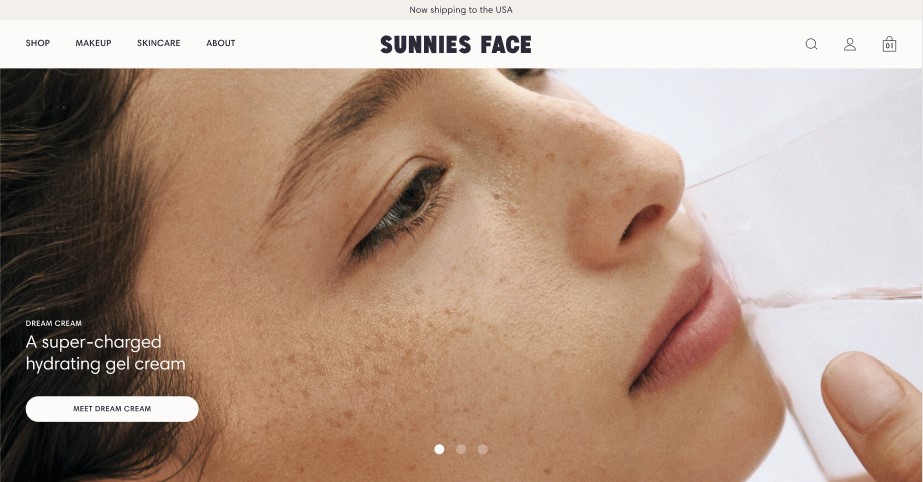 Now shipping to the USA
SHOP MAKEUP SKINCARE ABOUT SUNNIES FACE 01
DREAM CREAM
A super-charged
hydrating gel cream
MEET DREAM CREAM